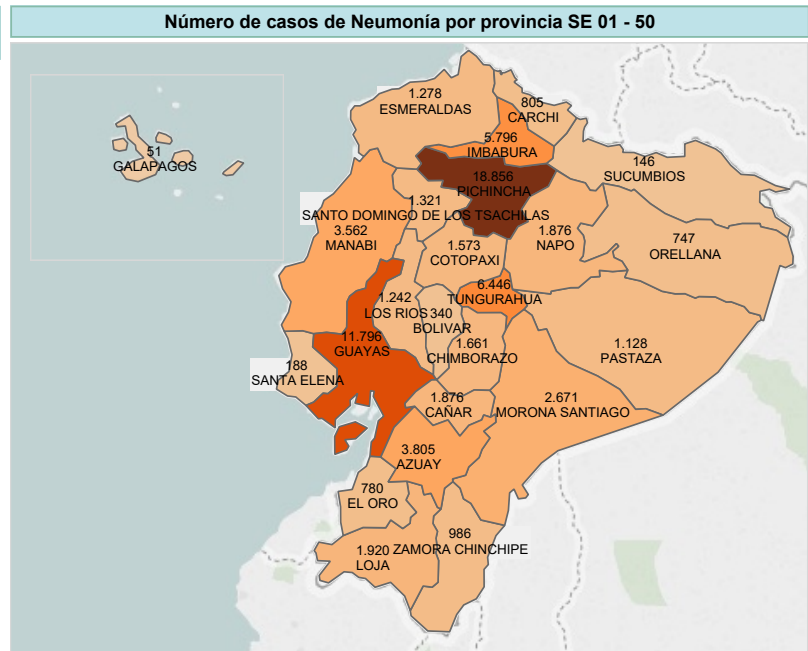 Número de casos de Neumonía por provincia SE 01 - 50
1.278
ESMERALDAS
805
CARCHI
5.796
IMBABURA
51
GALAPAGOS
146
SUCUMBIOS
18.856
PICHINCHA
1.321
SANTO DOMINGO DE LOS TSACHILAS
3.562
MANABI
1.876
NAPO
747
ORELLANA
1.573
COTOPAXI
6.446
TUNGURAHUA
1.242
LOS RIOS
340
BOLIVAR
11.796
GUAYAS
1.661
CHIMBORAZO
1.128
PASTAZA
188
SANTA ELENA
1.876
CAÑAR
2.671
MORONA SANTIAGO
3.805
AZUAY
780
EL ORO
986
ZAMORA CHINCHIPE
1.920
LOJA